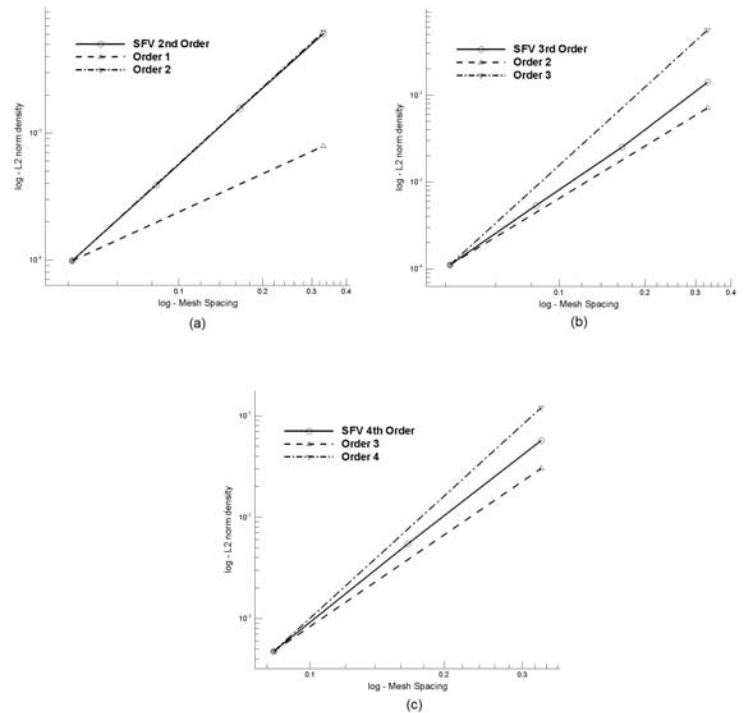 SFV 2nd Order
Order 1
Order 2
log - L2 norm density
10⁻³
10⁻⁴
0.1
0.2
0.3
0.4
log - Mesh Spacing
(a)
SFV 3rd Order
Order 2
Order 3
log - L2 norm density
10⁻¹
10⁻²
10⁻³
10⁻⁴
0.1
0.2
0.3
0.4
log - Mesh Spacing
(b)
SFV 4th Order
Order 3
Order 4
log - L2 norm density
10⁻¹
10⁻²
10⁻³
0.1
0.2
0.3
log - Mesh Spacing
(c)